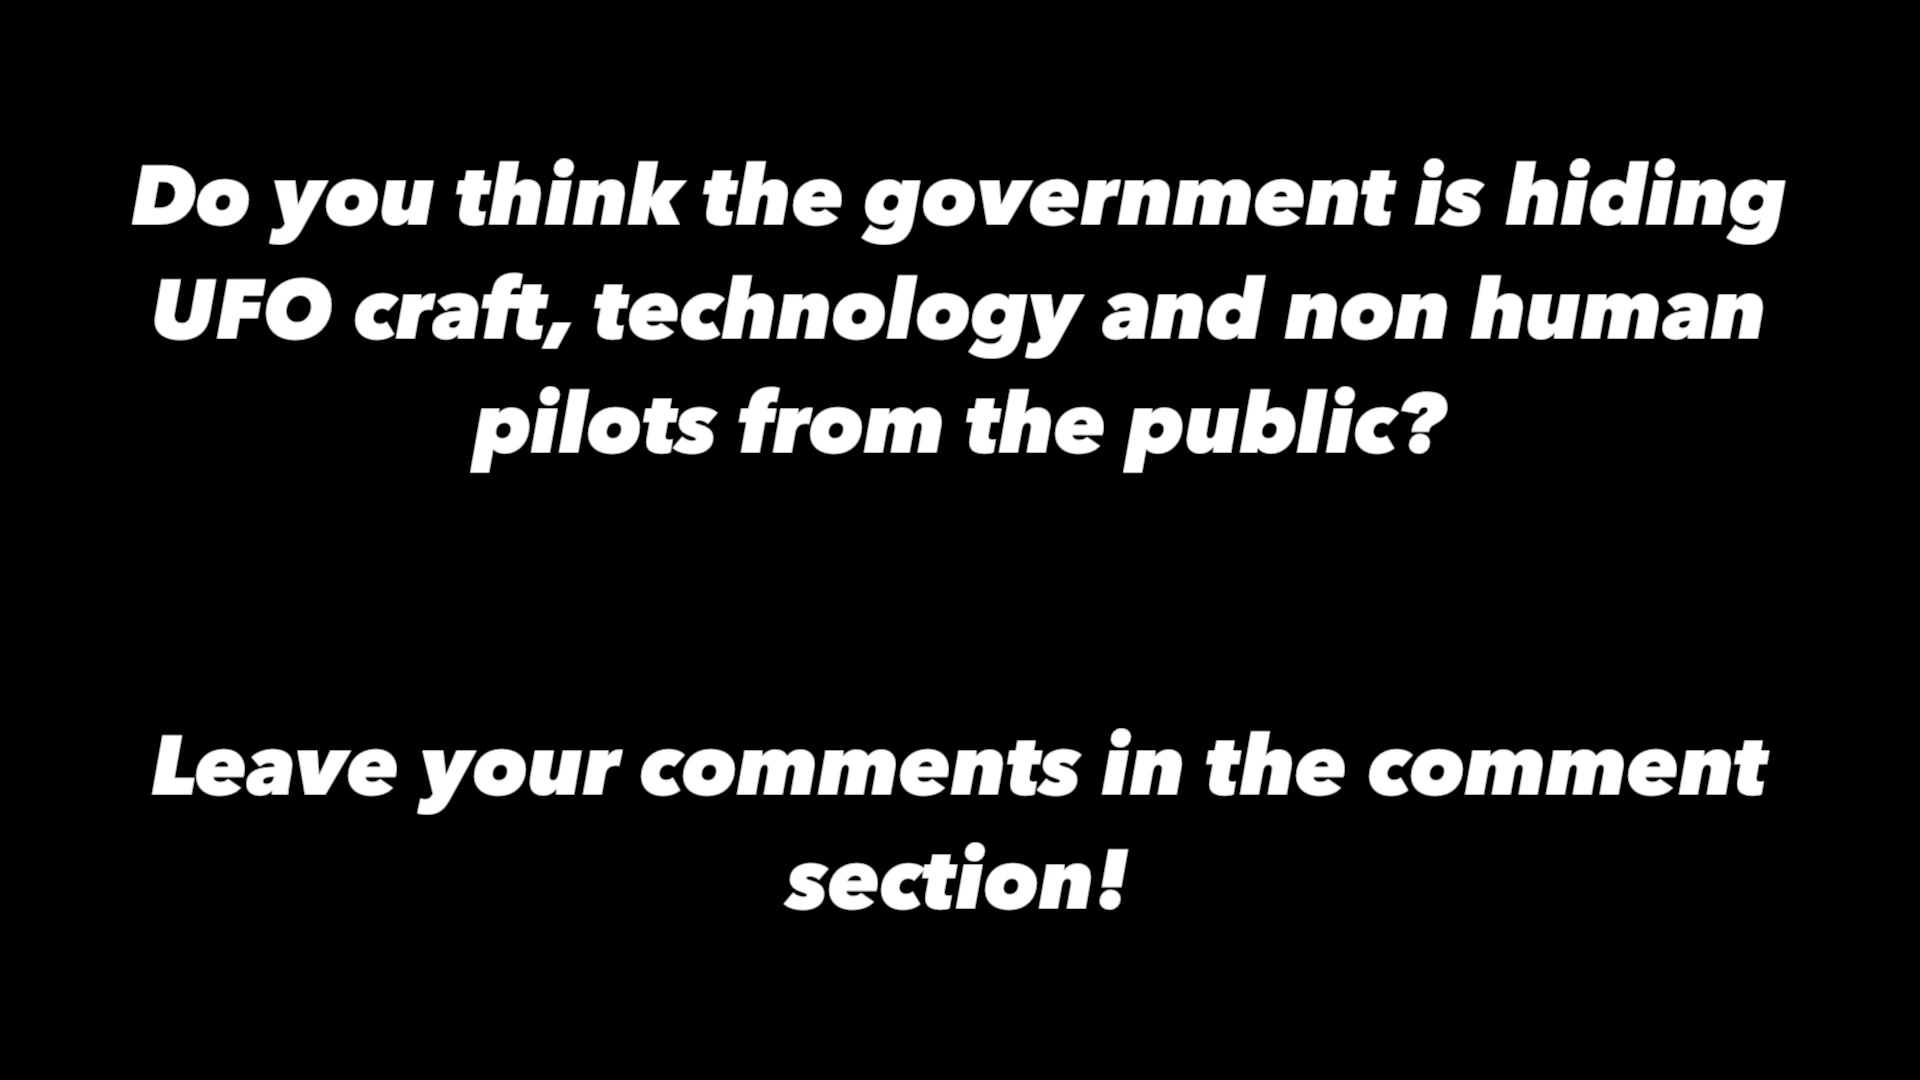 Do you think the government is hiding
UFO craft, technology and non human
pilots from the public?
Leave your comments in the comment
section!